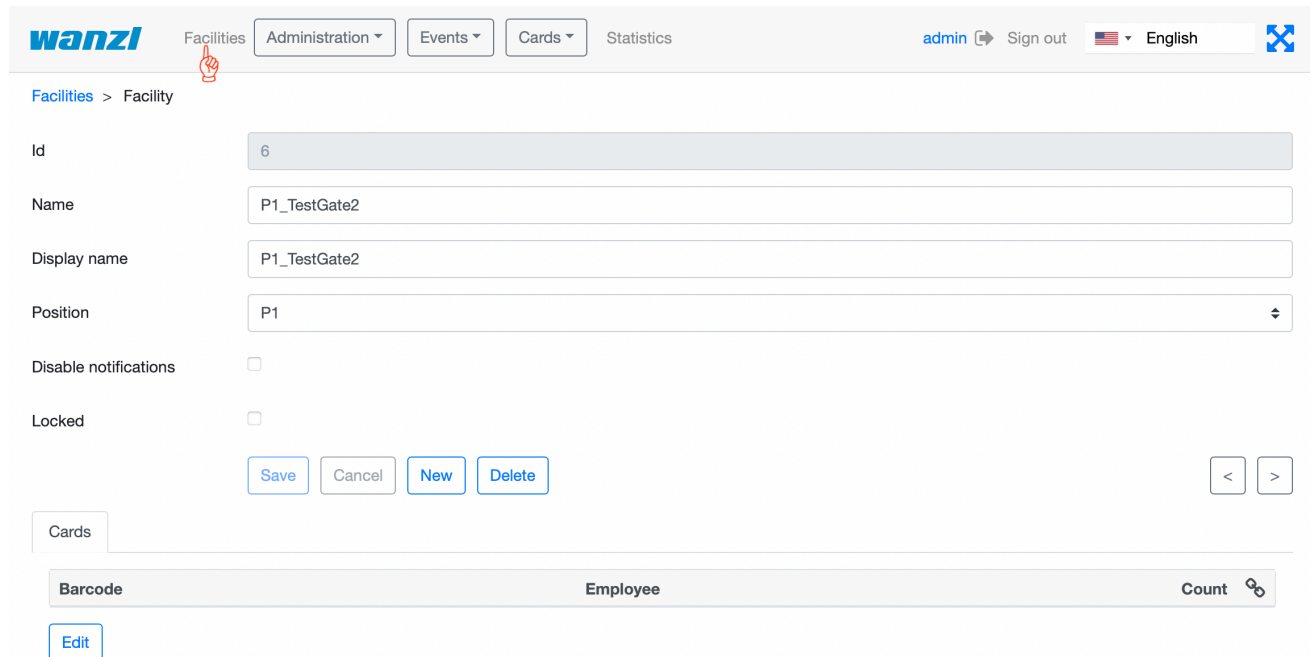 wanzl Facilities Administration Events Cards Statistics admin Sign out English
Facilities > Facility
Id 6
Name P1_TestGate2
Display name P1_TestGate2
Position P1
Disable notifications
Locked
Save Cancel New Delete < >
Cards
Barcode Employee Count
Edit